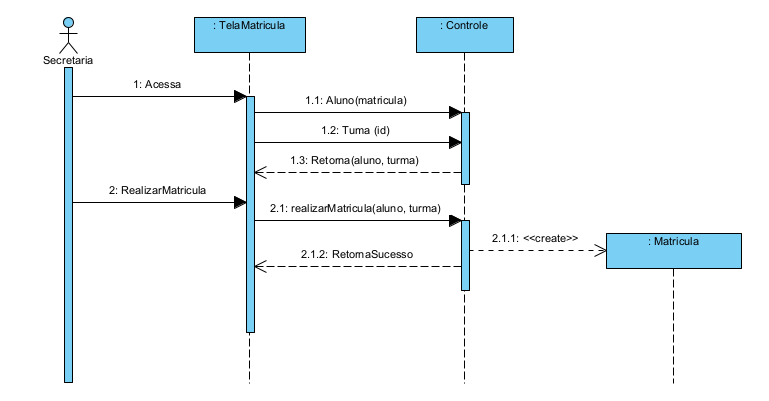 : TelaMatricula
: Controle
Secretaria
1: Acessa
1.1: Aluno(matricula)
1.2: Tuma (id)
1.3: Retorna(aluno, turma)
2: RealizarMatricula
2.1: realizarMatricula(aluno, turma)
2.1.1: <<create>>
: Matricula
2.1.2: RetornaSucesso